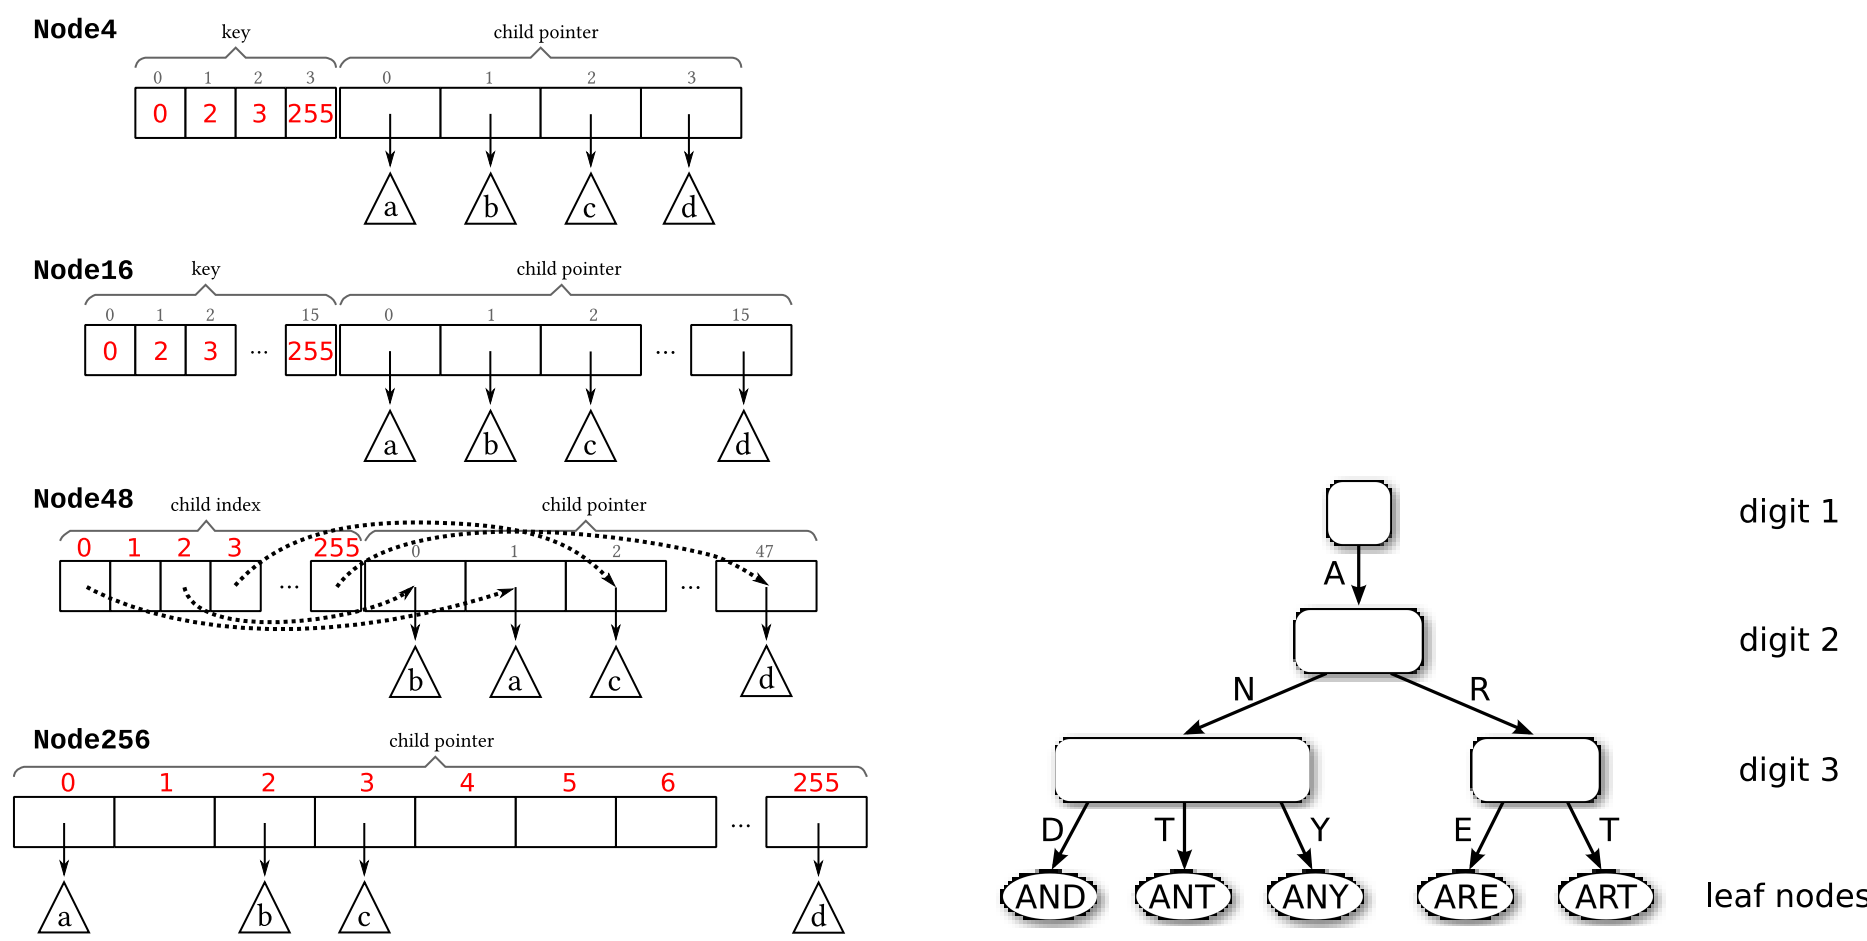 Node4
key child pointer
0 1 2 3 0 1 2 3
0 2 3 255
a b c d
Node16
key child pointer
0 1 2 15 0 1 2 15
0 2 3 ... 255 ...
a b c d
Node48
child index child pointer
0 1 2 3 255 0 1 2 47
... ...
b a c d
Node256
child pointer
0 1 2 3 4 5 6 255
...
a b c d
digit 1
A
digit 2
N R
digit 3
D T Y E T
AND ANT ANY ARE ART leaf nodes